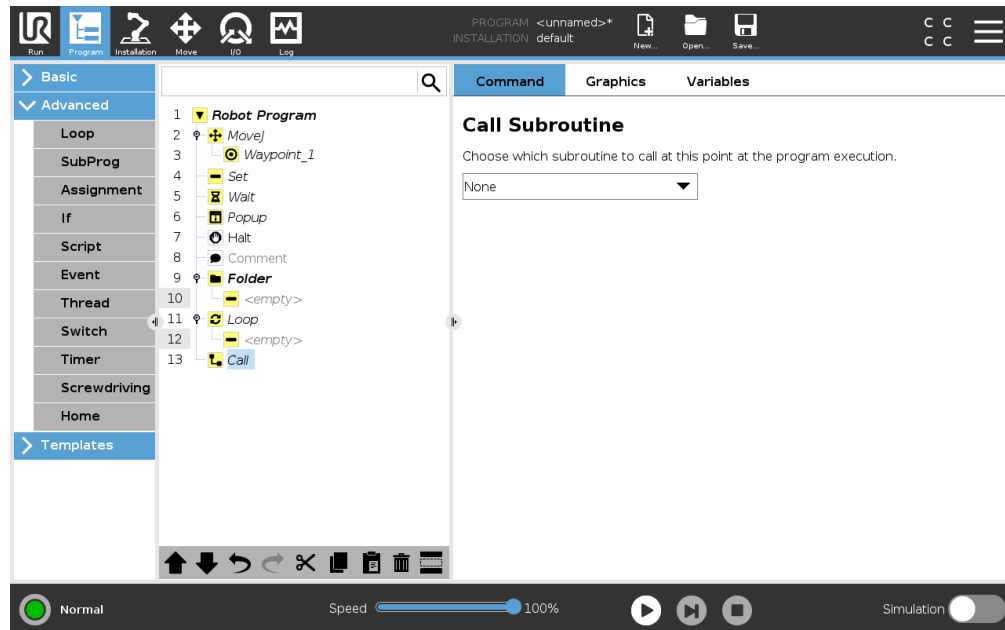 PROGRAM <unnamed>*
INSTALLATION default
UR
Run
Program
Installation
Move
I/O
Log
New...
Open...
Save...
C C
C C
Basic
Advanced
Loop
SubProg
Assignment
If
Script
Event
Thread
Switch
Timer
Screwdriving
Home
Templates
1 Robot Program
2 MoveJ
3 Waypoint_1
4 Set
5 Wait
6 Popup
7 Halt
8 Comment
9 Folder
10 <empty>
11 Loop
12 <empty>
13 Call
Command Graphics Variables
Call Subroutine
Choose which subroutine to call at this point at the program execution.
None
Normal
Speed 100%
Simulation